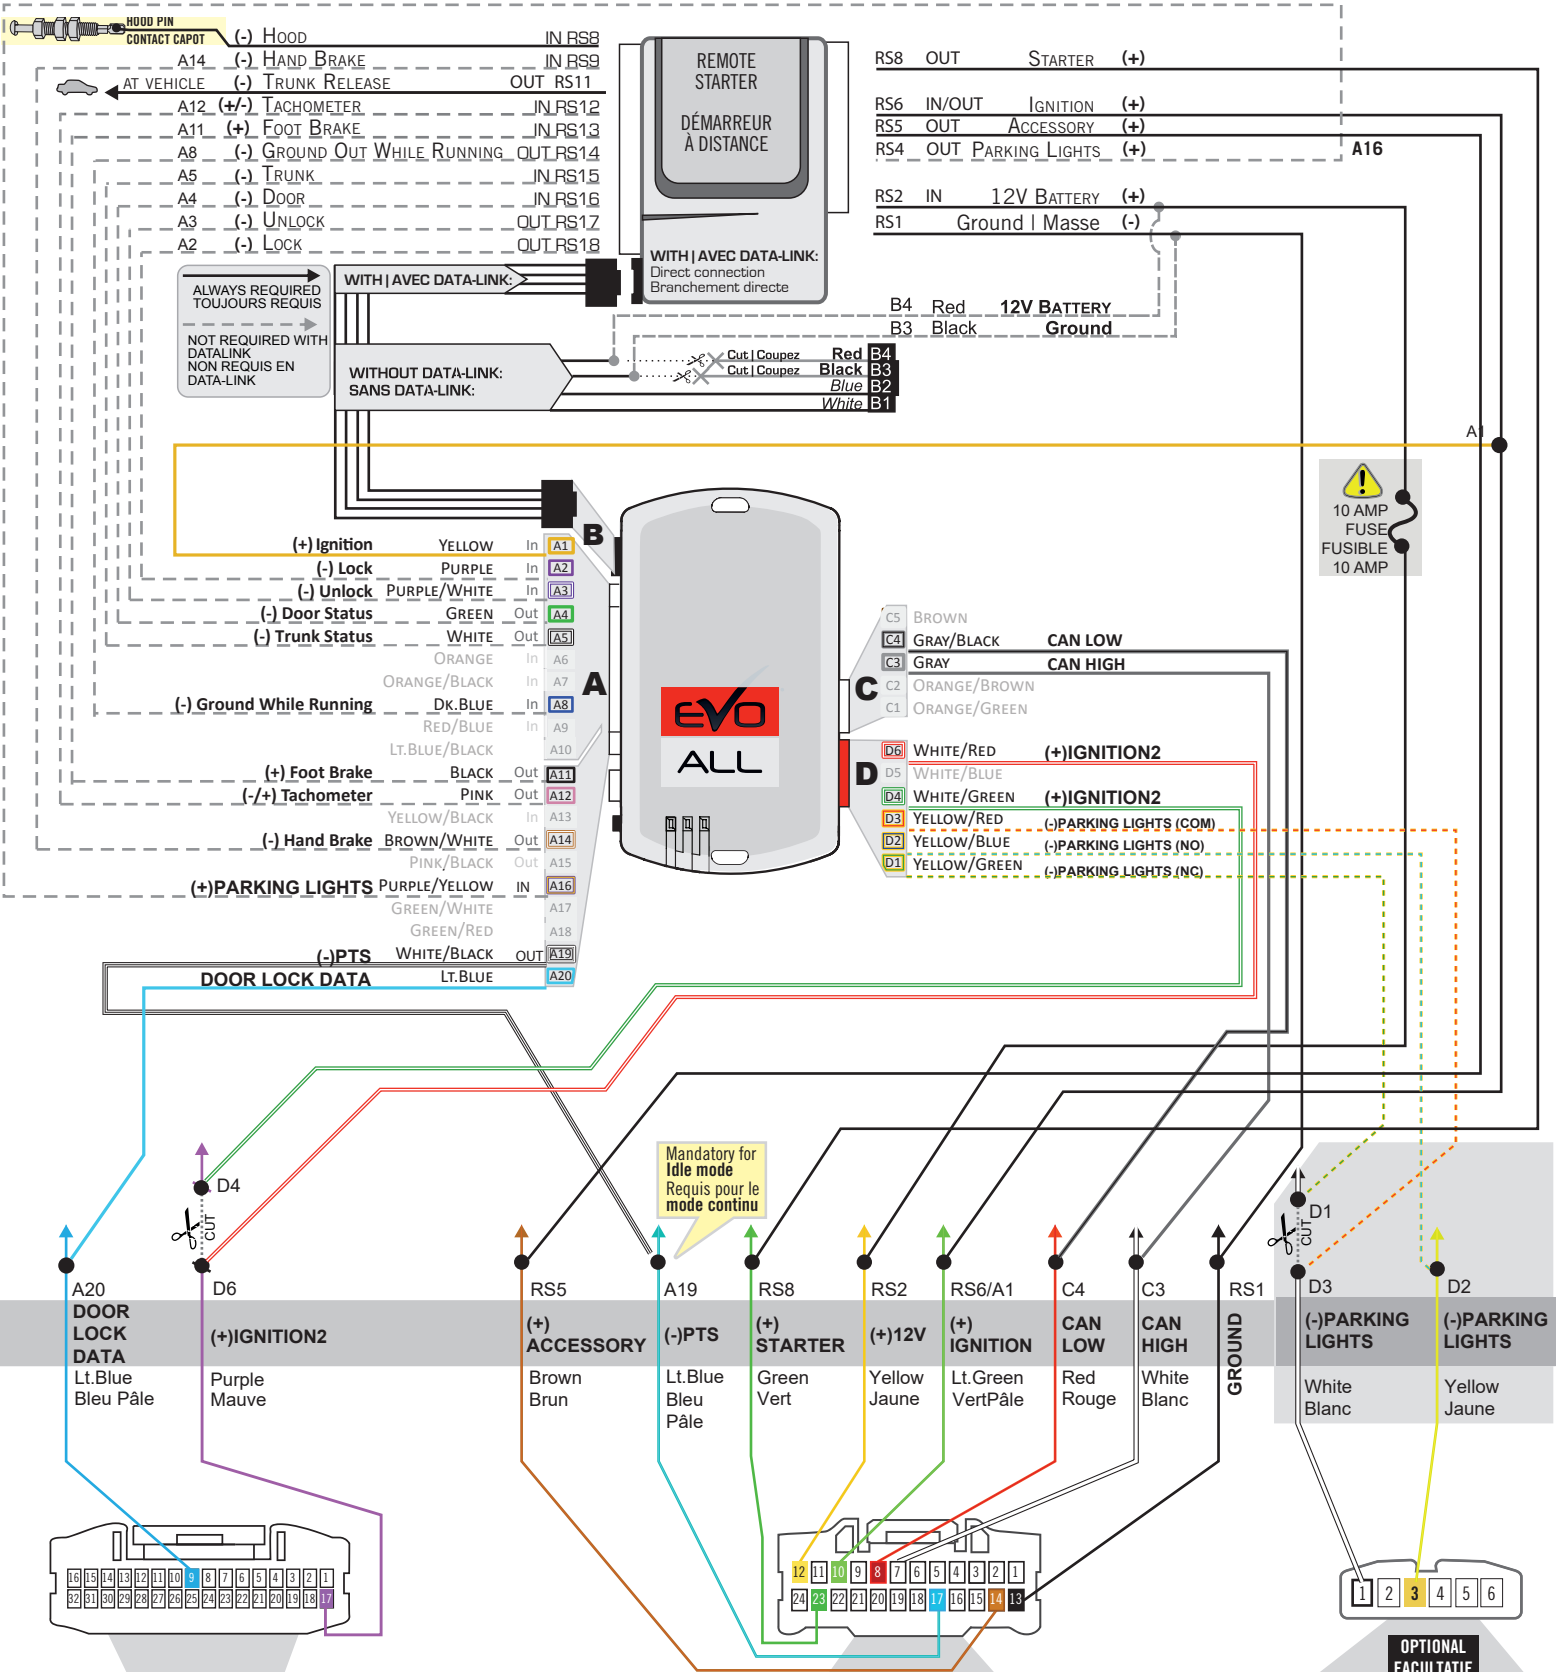 HOOD PIN
CONTACT CAPOT
(-) HOOD IN RS8
A14 (-) HAND BRAKE IN RS9
AT VEHICLE (-) TRUNK RELEASE OUT RS11
A12 (+/-) TACHOMETER IN RS12
A11 (+) FOOT BRAKE IN RS13
A8 (-) GROUND OUT WHILE RUNNING OUT RS14
A5 (-) TRUNK IN RS15
A4 (-) DOOR IN RS16
A3 (-) UNLOCK OUT RS17
A2 (-) LOCK OUT RS18
REMOTE
STARTER
DÉMARREUR
À DISTANCE
WITH | AVEC DATA-LINK:
Direct connection
Branchement directe
RS8 OUT STARTER (+)
RS6 IN/OUT IGNITION (+)
RS5 OUT ACCESSORY (+)
RS4 OUT PARKING LIGHTS (+) A16
RS2 IN 12V BATTERY (+)
RS1 Ground | Masse (-)
ALWAYS REQUIRED
TOUJOURS REQUIS
NOT REQUIRED WITH
DATALINK
NON REQUIS EN
DATA-LINK
WITH | AVEC DATA-LINK:
B4 Red 12V BATTERY
B3 Black Ground
WITHOUT DATA-LINK:
SANS DATA-LINK:
Cut | Coupez Red B4
Cut | Coupez Black B3
Blue B2
White B1
A1
10 AMP
FUSE
FUSIBLE
10 AMP
B
(+) Ignition YELLOW In A1
(-) Lock PURPLE In A2
(-) Unlock PURPLE/WHITE In A3
(-) Door Status GREEN Out A4
(-) Trunk Status WHITE Out A5
ORANGE In A6
ORANGE/BLACK In A7
(-) Ground While Running DK.BLUE In A8
RED/BLUE In A9
LT.BLUE/BLACK A10
(+) Foot Brake BLACK Out A11
(-/+) Tachometer PINK Out A12
YELLOW/BLACK In A13
(-) Hand Brake BROWN/WHITE Out A14
PINK/BLACK Out A15
(+)PARKING LIGHTS PURPLE/YELLOW IN A16
GREEN/WHITE A17
GREEN/RED A18
(-)PTS WHITE/BLACK OUT A19
DOOR LOCK DATA LT.BLUE A20
A
EVO
ALL
C
C5 BROWN
C4 GRAY/BLACK CAN LOW
C3 GRAY CAN HIGH
C2 ORANGE/BROWN
C1 ORANGE/GREEN
D
D6 WHITE/RED (+)IGNITION2
D5 WHITE/BLUE
D4 WHITE/GREEN (+)IGNITION2
D3 YELLOW/RED (-)PARKING LIGHTS (COM)
D2 YELLOW/BLUE (-)PARKING LIGHTS (NO)
D1 YELLOW/GREEN (-)PARKING LIGHTS (NC)
Mandatory for
Idle mode
Requis pour le
mode continu
D4
CUT
D1
CUT
A20 D6 RS5 A19 RS8 RS2 RS6/A1 C4 C3 RS1 D3 D2
DOOR
LOCK
DATA
(+)IGNITION2
(+)
ACCESSORY
(-)PTS
(+)
STARTER
(+)12V
(+)
IGNITION
CAN
LOW
CAN
HIGH
GROUND
(-)PARKING
LIGHTS
(-)PARKING
LIGHTS
Lt.Blue
Bleu Pâle
Purple
Mauve
Brown
Brun
Lt.Blue
Bleu
Pâle
Green
Vert
Yellow
Jaune
Lt.Green
VertPâle
Red
Rouge
White
Blanc
White
Blanc
Yellow
Jaune
16 15 14 13 12 11 10 9 8 7 6 5 4 3 2 1
32 31 30 29 28 27 26 25 24 23 22 21 20 19 18 17
12 11 10 9 8 7 6 5 4 3 2 1
24 23 22 21 20 19 18 17 16 15 14 13
1 2 3 4 5 6
OPTIONAL
FACULTATIF